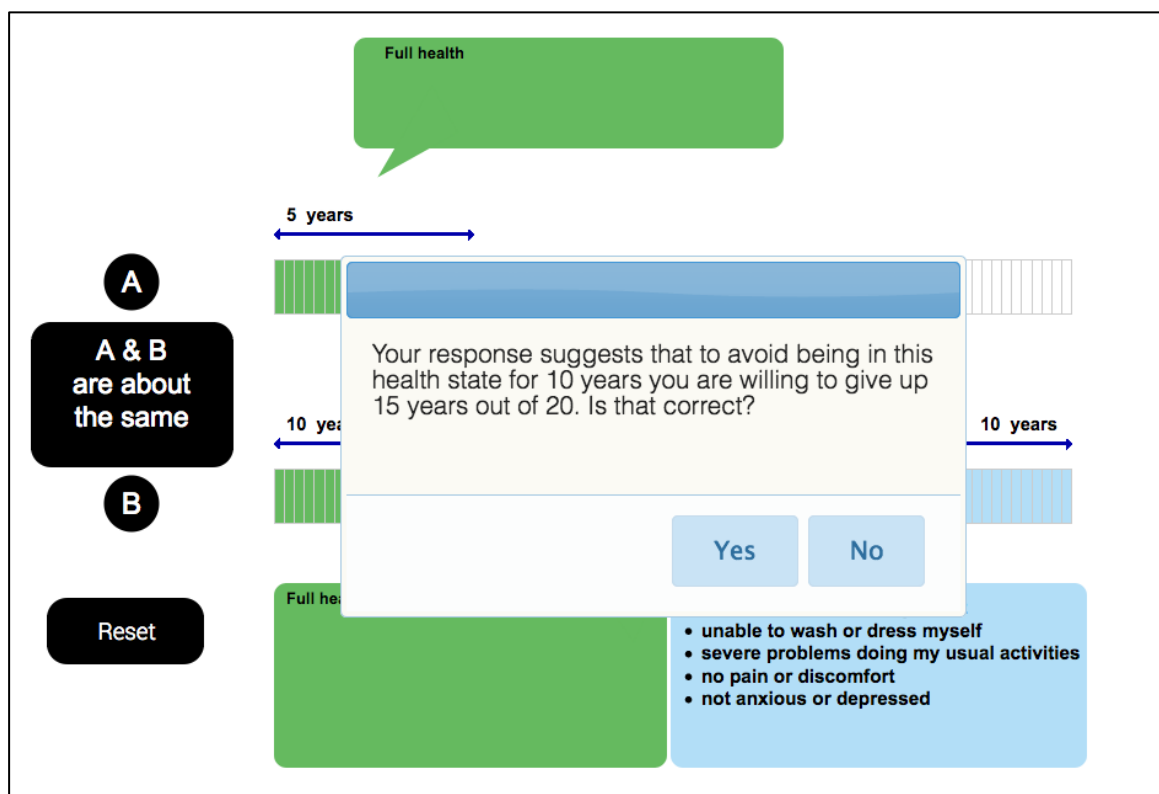 Full health
5 years
A
A & B
are about
the same
Your response suggests that to avoid being in this
health state for 10 years you are willing to give up
15 years out of 20. Is that correct?
10
10 years
B
Yes No
Full
Reset
• unable to wash or dress myself
• severe problems doing my usual activities
• no pain or discomfort
• not anxious or depressed